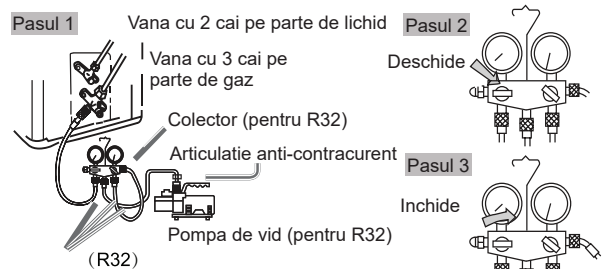 Pasul 1
Vana cu 2 cai pe parte de lichid
Vana cu 3 cai pe
parte de gaz
Colector (pentru R32)
Articulatie anti-contracurent
Pompa de vid (pentru R32)
(R32)
Pasul 2
Deschide
Pasul 3
Inchide